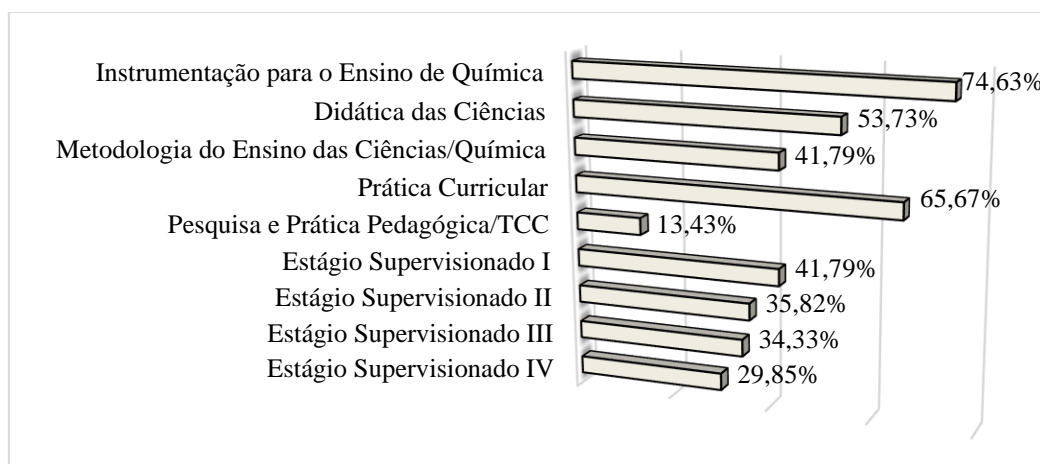 Instrumentação para o Ensino de Química 74,63%
Didática das Ciências 53,73%
Metodologia do Ensino das Ciências/Química 41,79%
Prática Curricular 65,67%
Pesquisa e Prática Pedagógica/TCC 13,43%
Estágio Supervisionado I 41,79%
Estágio Supervisionado II 35,82%
Estágio Supervisionado III 34,33%
Estágio Supervisionado IV 29,85%